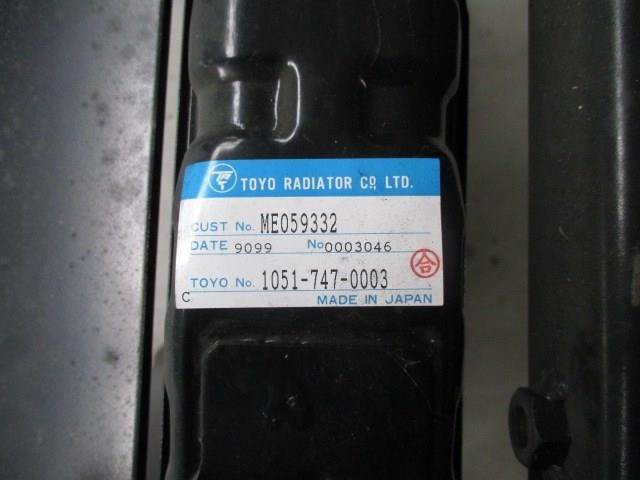 TOYO RADIATOR CO., LTD.
CUST No. ME059332
DATE 9099 No 0003046
合
TOYO No. 1051-747-0003
C MADE IN JAPAN